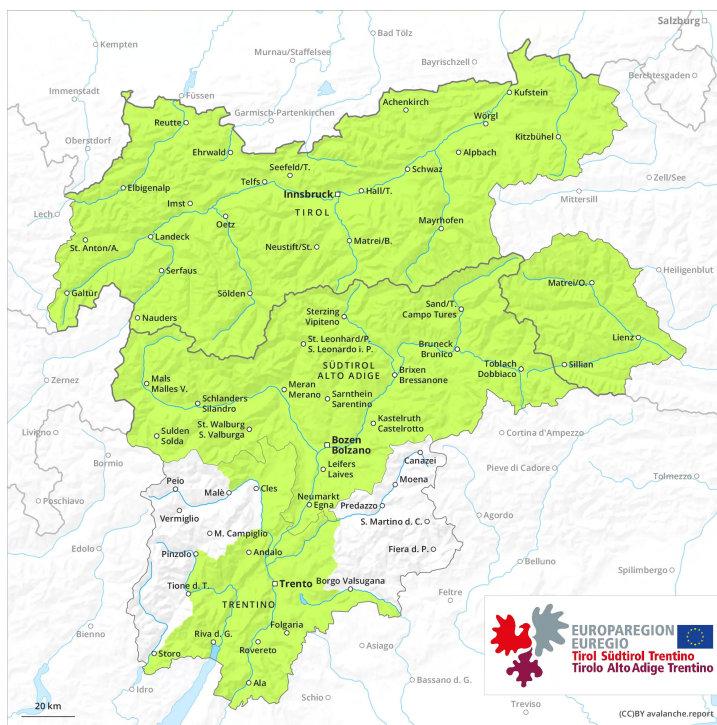 Salzburg
Kempten
Bad Tölz
Murnau/Staffelsee
Bayrischzell
Berchtesgaden
Immenstadt
Füssen
Garmisch-Partenkirchen
Achenkirch
Kufstein
Reutte
Wörgl
Oberstdorf
Kitzbühel
Ehrwald
Alpbach
Seefeld/T.
Schwaz
Telfs
Zell/See
Elbigenalp
Innsbruck
Hall/T.
Mittersill
Imst
TIROL
Lech
Oetz
Mayrhofen
St. Anton/A.
Landeck
Neustift/St.
Matrei/B.
Serfaus
Heiligenblut
Galtür
Sölden
Matrei/O.
Nauders
Sterzing
Vipiteno
Sand/T.
Campo Tures
Lienz
St. Leonhard/P.
S. Leonardo i. P.
Bruneck
Brunico
Toblach
Dobbiaco
Sillian
SÜDTIROL
ALTO ADIGE
Brixen
Bressanone
Zernez
Mals
Malles V.
Meran
Merano
Sarnthein
Sarentino
Schlanders
Silandro
Kastelruth
Castelrotto
St. Walburg
S. Valburga
Sulden
Solda
Livigno
Cortina d'Ampezzo
Bozen
Bolzano
Bormio
Canazei
Pieve di Cadore
Leifers
Laives
Tolmezzo
Peio
Moena
Poschiavo
Malè
Cles
Neumarkt
Egna
Predazzo
Vermiglio
Agordo
S. Martino d. C.
M. Campiglio
Edolo
Pinzolo
Andalo
Fiera d. P.
Belluno
Spilimbergo
Tione d. T.
Trento
Borgo Valsugana
Feltre
TRENTINO
Bienno
Folgaria
Riva d. G.
Rovereto
Asiago
Storo
Bassano d. G.
Idro
Ala
Schio
Treviso
EUROPAREGION
EUREGIO
Tirol Südtirol Trentino
Tirolo Alto Adige Trentino
20 km
(CC)BY avalanche.report